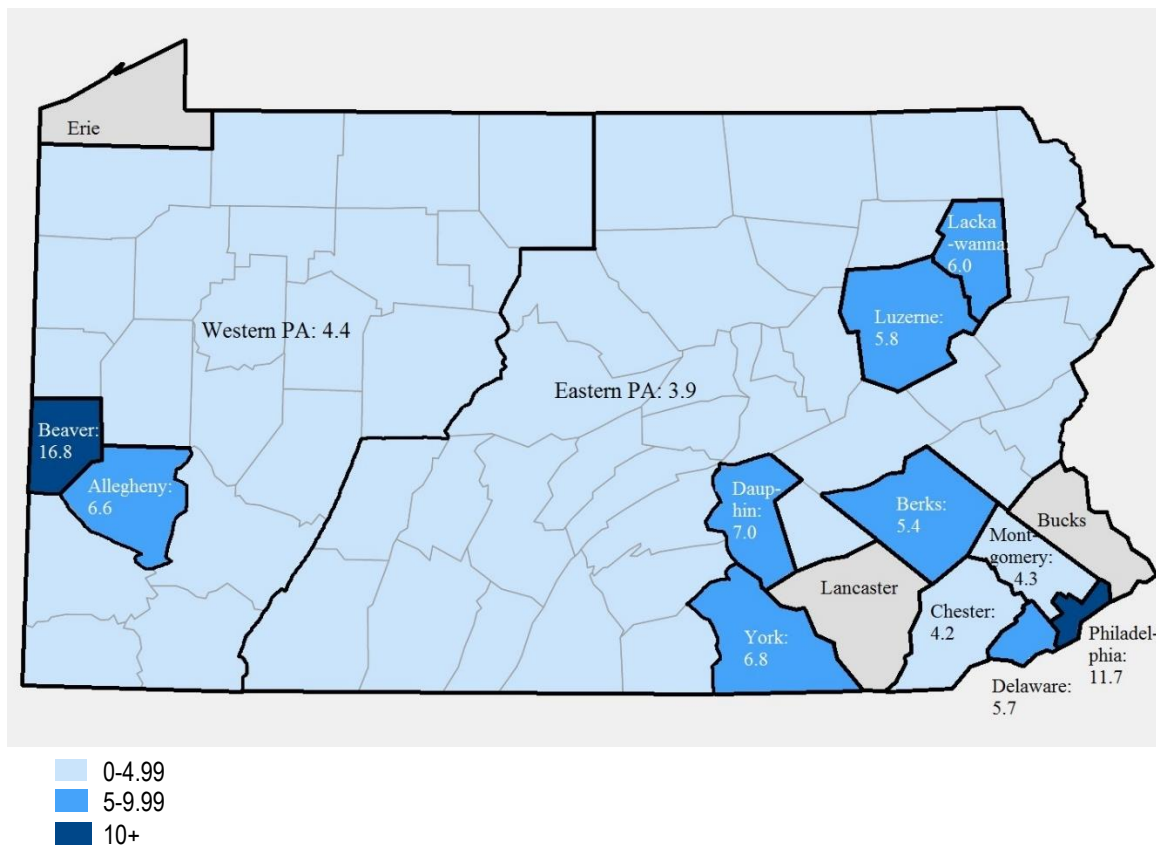 Erie
Lacka
-wanna:
6.0
Luzerne:
5.8
Western PA: 4.4
Eastern PA: 3.9
Beaver:
16.8
Allegheny:
6.6
Daup-
hin:
7.0
Berks:
5.4
Bucks
Mont-
gomery:
4.3
Lancaster
Chester:
4.2
York:
6.8
Philadel-
phia:
11.7
Delaware:
5.7
0-4.99
5-9.99
10+